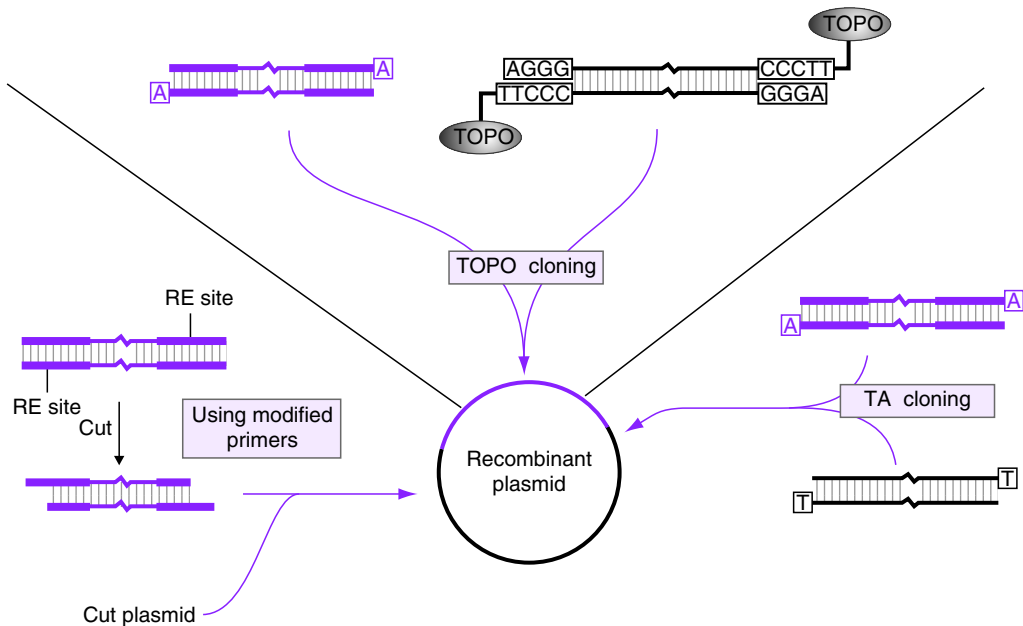 TOPO
A
A
AGGG
CCCTT
TTCCC
GGGA
TOPO
TOPO cloning
RE site
RE site
Cut
Using modified
primers
A
A
TA cloning
Recombinant
plasmid
T
T
Cut plasmid